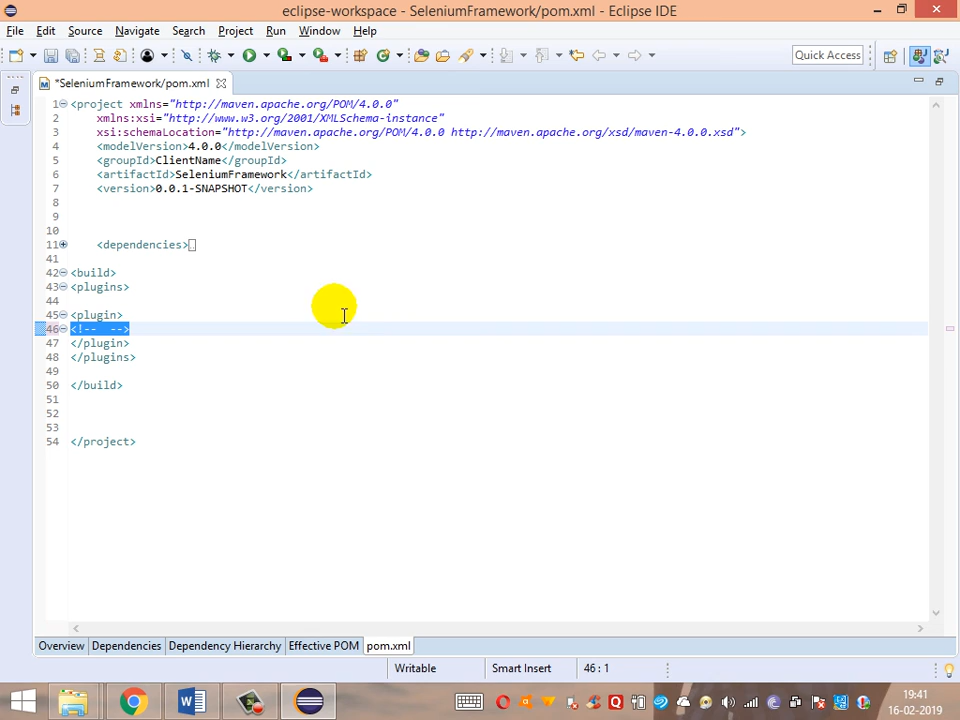 eclipse-workspace - SeleniumFramework/pom.xml - Eclipse IDE
File Edit Source Navigate Search Project Run Window Help
Quick Access
*SeleniumFramework/pom.xml
1 <project xmlns="http://maven.apache.org/POM/4.0.0"
2 xmlns:xsi="http://www.w3.org/2001/XMLSchema-instance"
3 xsi:schemaLocation="http://maven.apache.org/POM/4.0.0 http://maven.apache.org/xsd/maven-4.0.0.xsd">
4 <modelVersion>4.0.0</modelVersion>
5 <groupId>ClientName</groupId>
6 <artifactId>SeleniumFramework</artifactId>
7 <version>0.0.1-SNAPSHOT</version>
8
9
10
11 <dependencies>
41
42 <build>
43 <plugins>
44
45 <plugin>
46 <!--  -->
47 </plugin>
48 </plugins>
49
50 </build>
51
52
53
54 </project>
Overview Dependencies Dependency Hierarchy Effective POM pom.xml
Writable Smart Insert 46 : 1
19:41
16-02-2019